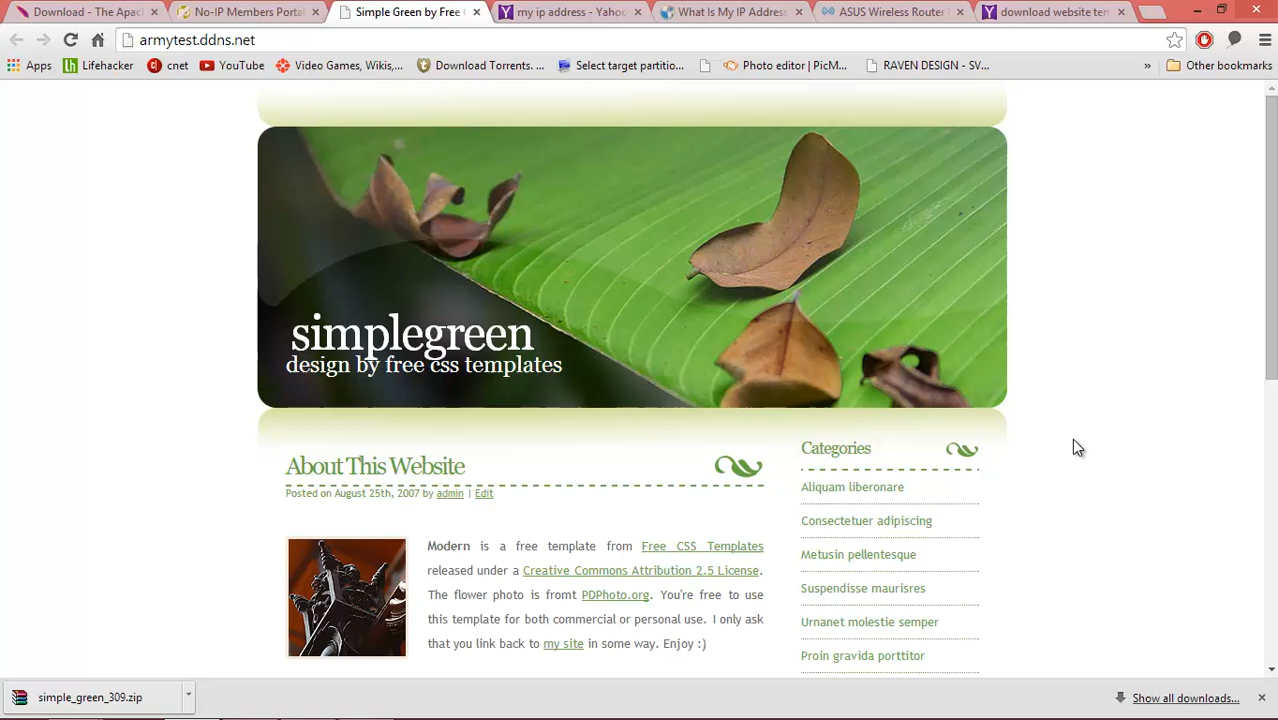 Download - The Apac
No-IP Members Porta
Simple Green by Free
my ip address - Yahoo
What Is My IP Address
ASUS Wireless Router
download website ten
armytest.ddns.net
Apps
Lifehacker
cnet
YouTube
Video Games, Wikis,...
Download Torrents. ...
Select target partitio...
Photo editor | PicM...
RAVEN DESIGN - SV...
»
Other bookmarks
simplegreen
design by free css templates
About This Website
Posted on August 25th, 2007 by admin | Edit
Modern is a free template from Free CSS Templates
released under a Creative Commons Attribution 2.5 License.
The flower photo is fromt PDPhoto.org. You're free to use
this template for both commercial or personal use. I only ask
that you link back to my site in some way. Enjoy :)
Categories
Aliquam liberonare
Consectetuer adipiscing
Metusin pellentesque
Suspendisse maurisres
Urnanet molestie semper
Proin gravida porttitor
simple_green_309.zip
Show all downloads...